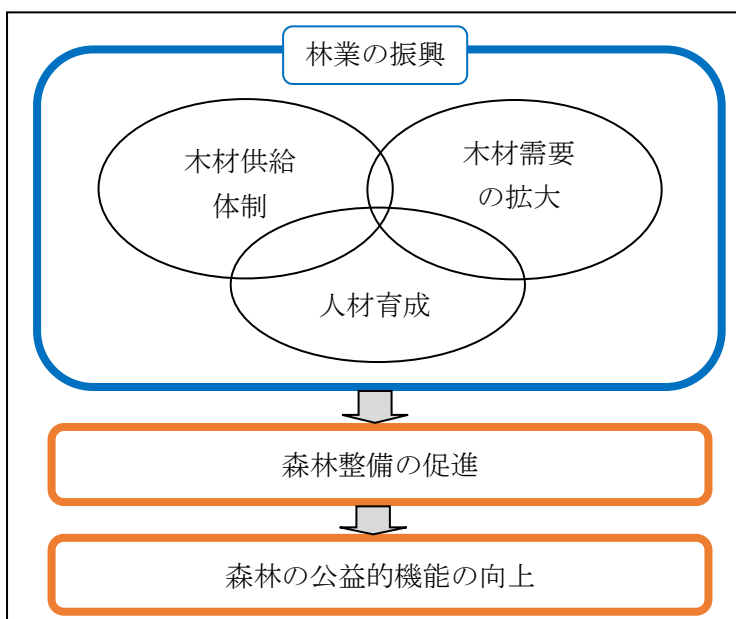 林業の振興
木材供給
体制
木材需要
の拡大
人材育成
森林整備の促進
森林の公益的機能の向上